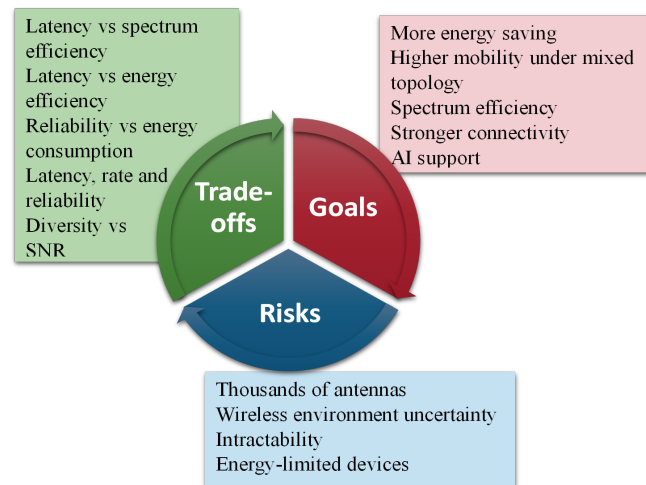 Latency vs spectrum
efficiency
Latency vs energy
efficiency
Reliability vs energy
consumption
Latency, rate and
reliability
Diversity vs
SNR
More energy saving
Higher mobility under mixed
topology
Spectrum efficiency
Stronger connectivity
AI support
Trade-
offs
Goals
Risks
Thousands of antennas
Wireless environment uncertainty
Intractability
Energy-limited devices